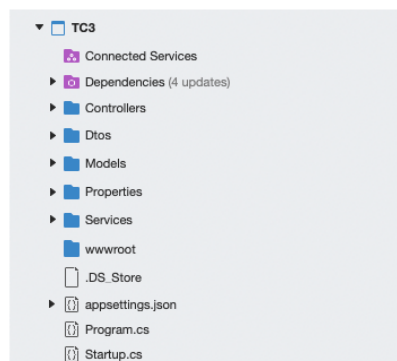 TC3
Connected Services
Dependencies (4 updates)
Controllers
Dtos
Models
Properties
Services
wwwroot
.DS_Store
appsettings.json
Program.cs
Startup.cs